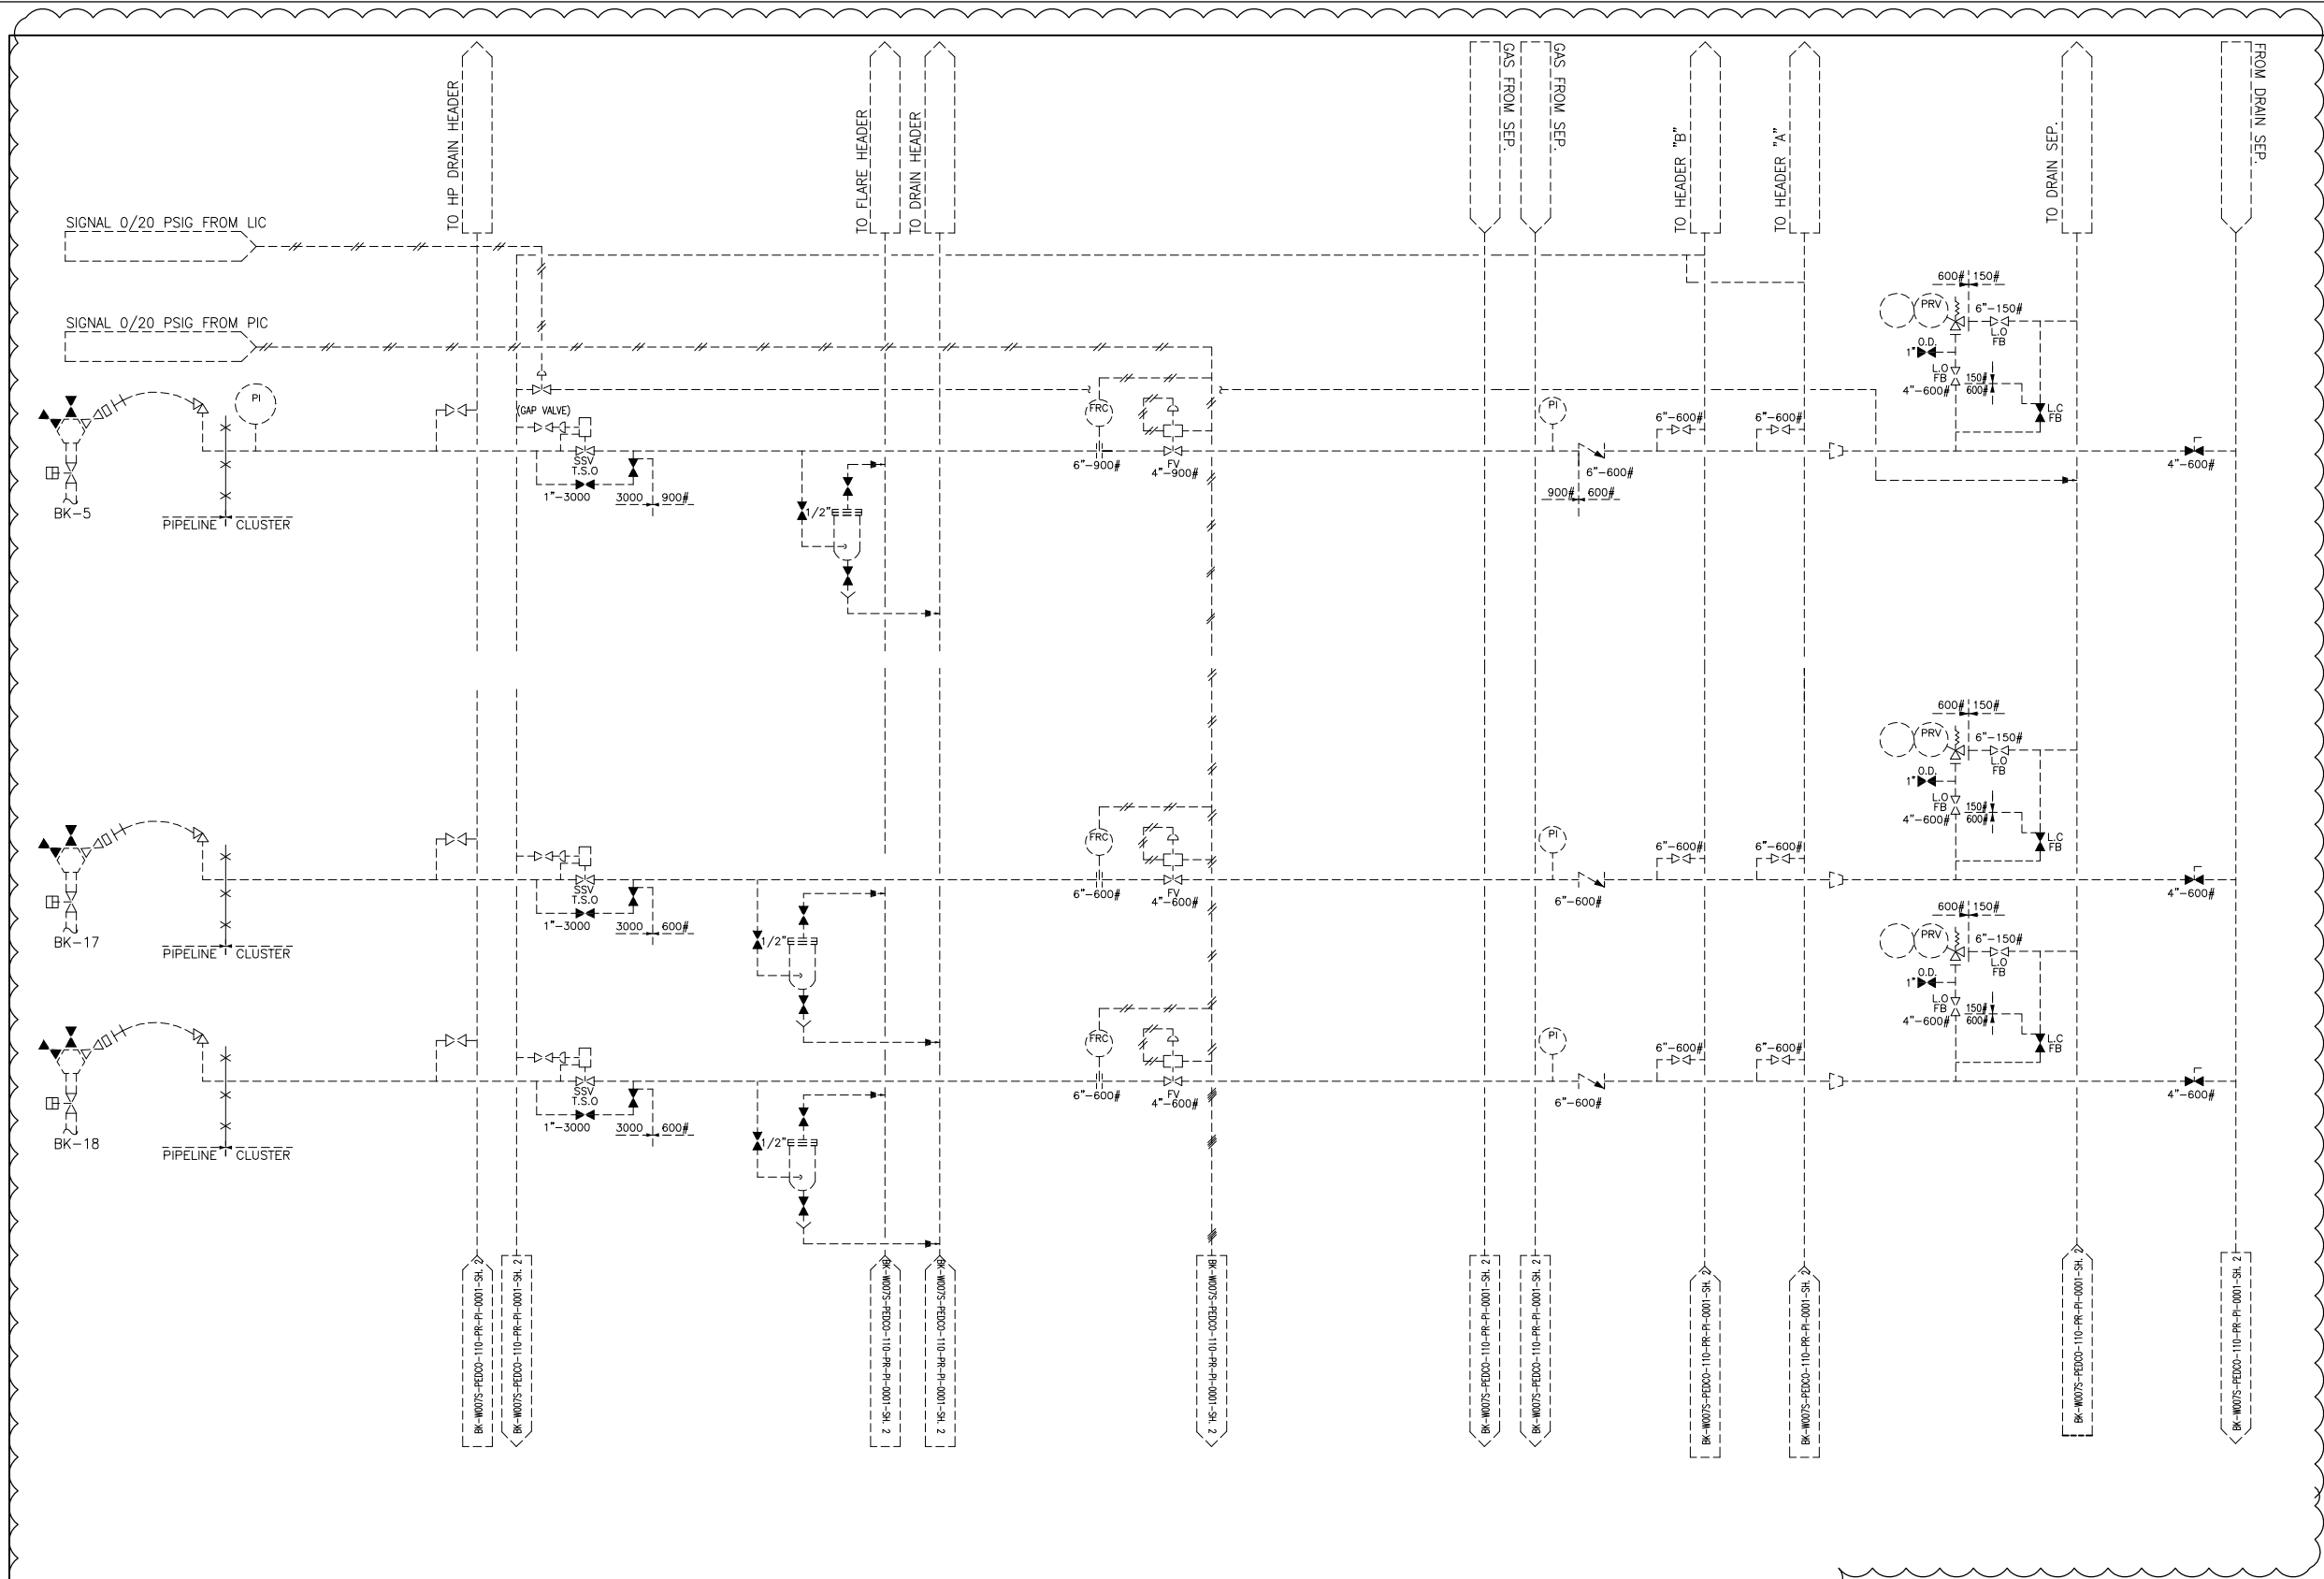 TO HP DRAIN HEADER
TO FLARE HEADER
TO DRAIN HEADER
GAS FROM SEP.
GAS FROM SEP.
TO HEADER "B"
TO HEADER "A"
TO DRAIN SEP.
FROM DRAIN SEP.
SIGNAL 0/20 PSIG FROM LIC
SIGNAL 0/20 PSIG FROM PIC
600# 150#
PRV
6"-150#
L.O
FB
O.D.
1"
L.O
FB
4"-600#
150#
600#
L.C
FB
PI
(GAP VALVE)
FRC
PI
6"-600#
6"-600#
SSV
T.S.O
1"-3000
3000 900#
1/2"
6"-900#
FV
4"-900#
6"-600#
900# 600#
4"-600#
BK-5
PIPELINE CLUSTER
600# 150#
PRV
6"-150#
L.O
FB
O.D.
1"
L.O
FB
4"-600#
150#
600#
L.C
FB
FRC
PI
6"-600#
6"-600#
SSV
T.S.O
1"-3000
3000 600#
1/2"
6"-600#
FV
4"-600#
6"-600#
4"-600#
BK-17
PIPELINE CLUSTER
600# 150#
PRV
6"-150#
L.O
FB
O.D.
1"
L.O
FB
4"-600#
150#
600#
L.C
FB
FRC
PI
6"-600#
6"-600#
SSV
T.S.O
1"-3000
3000 600#
1/2"
6"-600#
FV
4"-600#
6"-600#
4"-600#
BK-18
PIPELINE CLUSTER
BK-W007S-PEDCO-110-PR-PI-0001-SH. 2
BK-W007S-PEDCO-110-PR-PI-0001-SH. 2
BK-W007S-PEDCO-110-PR-PI-0001-SH. 2
BK-W007S-PEDCO-110-PR-PI-0001-SH. 2
BK-W007S-PEDCO-110-PR-PI-0001-SH. 2
BK-W007S-PEDCO-110-PR-PI-0001-SH. 2
BK-W007S-PEDCO-110-PR-PI-0001-SH. 2
BK-W007S-PEDCO-110-PR-PI-0001-SH. 2
BK-W007S-PEDCO-110-PR-PI-0001-SH. 2
BK-W007S-PEDCO-110-PR-PI-0001-SH. 2
BK-W007S-PEDCO-110-PR-PI-0001-SH. 2